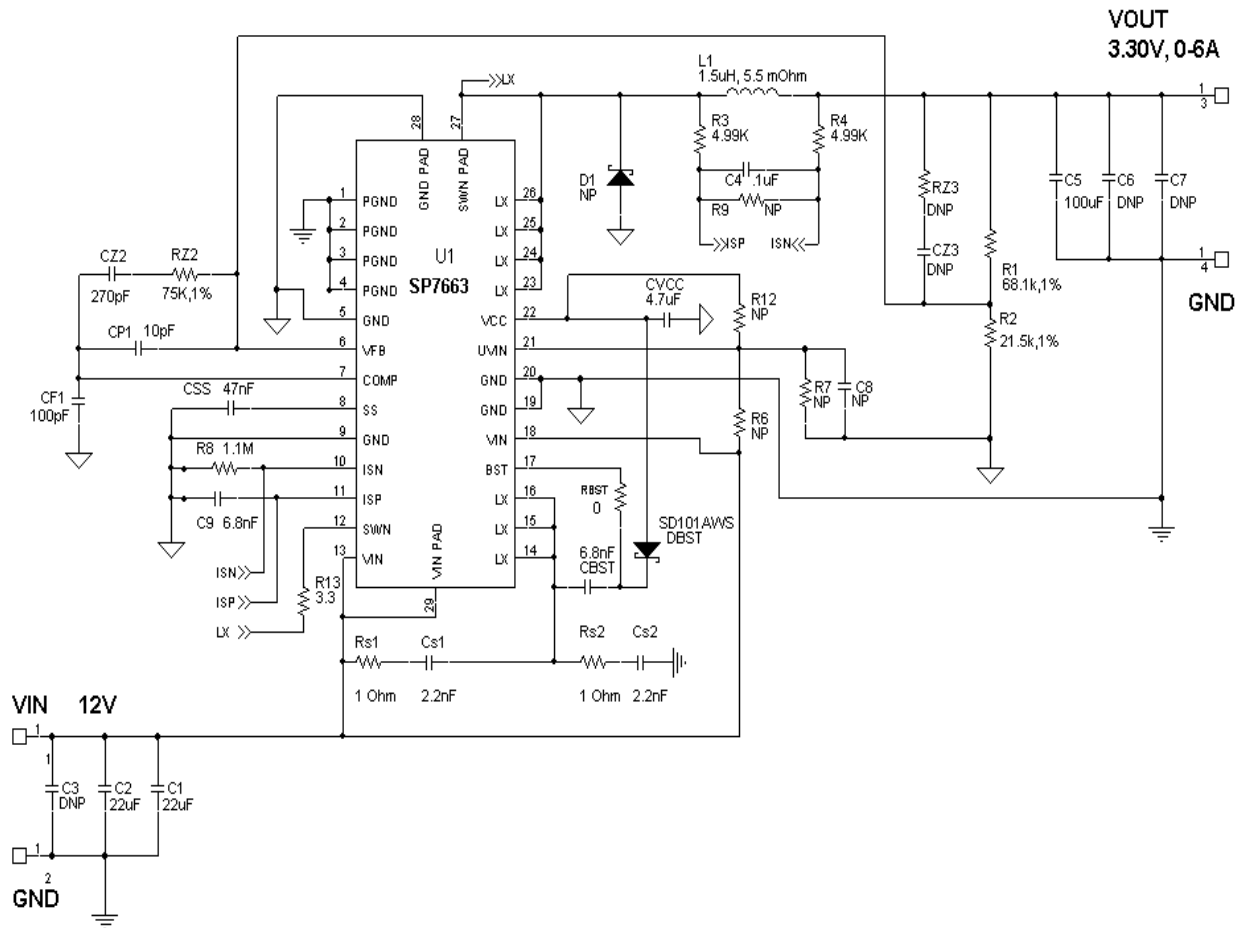 VOUT
3.30V, 0-6A
L1
1.5uH, 5.5 mOhm
LX
1
3
28
27
GND PAD
SWN PAD
R3
4.99K
R4
4.99K
C4 .1uF
D1
NP
R9 NP
ISP ISN
RZ3
DNP
CZ3
DNP
C5
100uF
C6
DNP
C7
DNP
R1
68.1k,1%
R2
21.5k,1%
1
4
GND
U1
SP7663
1 PGND
2 PGND
3 PGND
4 PGND
5 GND
6 VFB
7 COMP
8 SS
9 GND
10 ISN
11 ISP
12 SWN
13 VIN
LX 26
LX 25
LX 24
LX 23
VCC 22
UVIN 21
GND 20
GND 19
VIN 18
BST 17
LX 16
LX 15
LX 14
VIN PAD
29
CZ2
270pF
RZ2
75K,1%
CP1 10pF
CF1
100pF
CSS 47nF
R8 1.1M
C9 6.8nF
ISN
ISP
LX
R13
3.3
CVCC
4.7uF
R12
NP
R7
NP
C8
NP
R6
NP
RBST
0
SD101AWS
DBST
6.8nF
CBST
Rs1
1 Ohm
Cs1
2.2nF
Rs2
1 Ohm
Cs2
2.2nF
VIN 12V
1
1
C3
DNP
C2
22uF
C1
22uF
1
2
GND